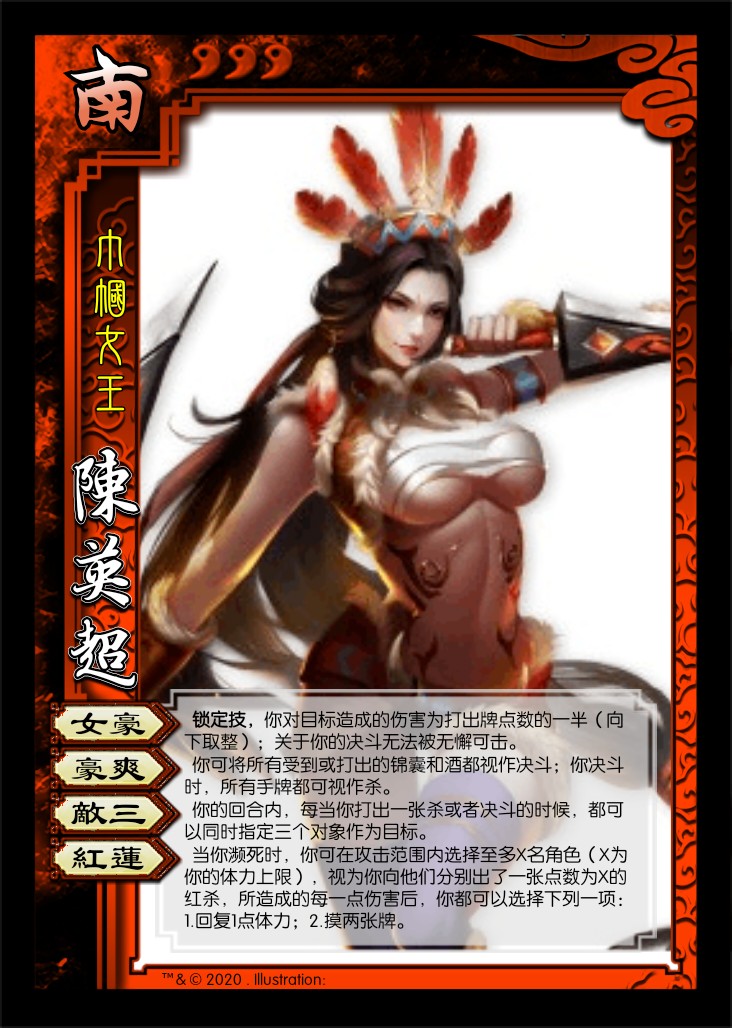 南
巾帼女王
陳英超
女豪
锁定技，你对目标造成的伤害为打出牌点数的一半（向
下取整）；关于你的决斗无法被无懈可击。
豪爽
你可将所有受到或打出的锦囊和酒都视作决斗；你决斗
时，所有手牌都可视作杀。
敵三
你的回合内，每当你打出一张杀或者决斗的时候，都可
以同时指定三个对象作为目标。
紅蓮
当你濒死时，你可在攻击范围内选择至多X名角色（X为
你的体力上限），视为你向他们分别出了一张点数为X的
红杀，所造成的每一点伤害后，你都可以选择下列一项：
1.回复1点体力；2.摸两张牌。
™& © 2020 . Illustration: